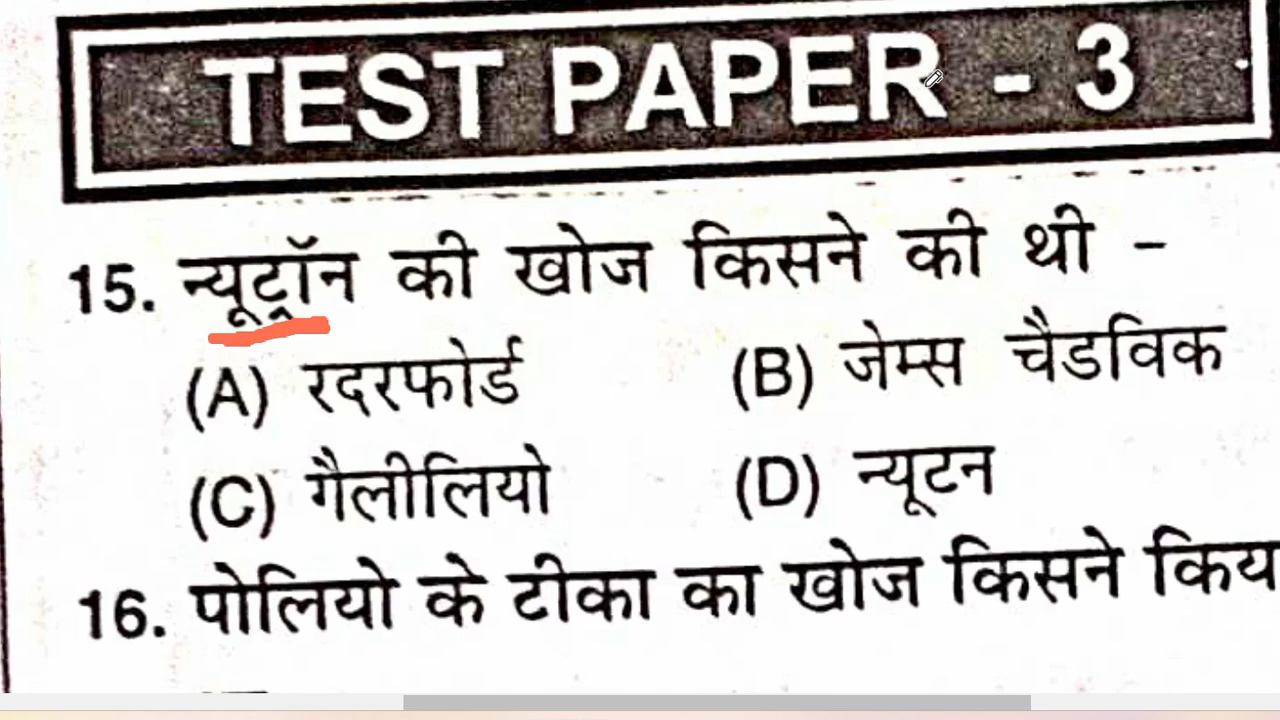 TEST PAPER - 3
15. न्यूट्रॉन की खोज किसने की थी -
(A) रदरफोर्ड (B) जेम्स चैडविक
(C) गैलीलियो (D) न्यूटन
16. पोलियो के टीका का खोज किसने